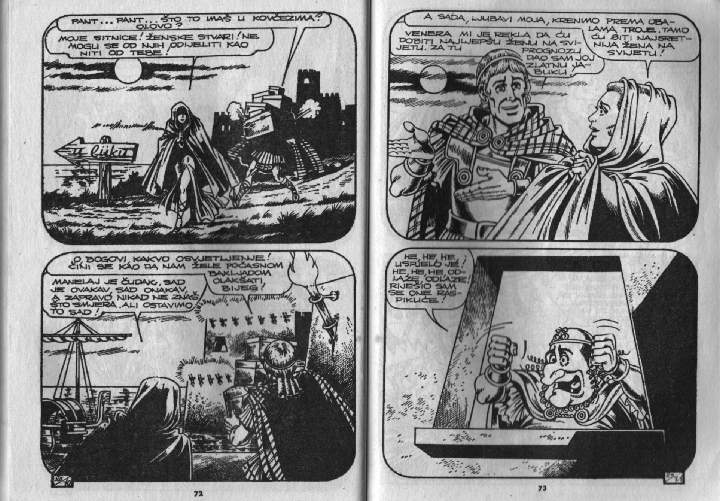 PANT... PANT... ŠTO TO IMAŠ U KOVČEZIMA?
OLOVO?
MOJE SITNICE! ŽENSKE STVARI! NE
MOGU SE OD NJIH ODIJELITI KAO
NITI OD TEBE!
u luku
O BOGOVI, KAKVO OSVJETLJENJE!
ČINI SE KAO DA NAM ŽELE POČASNOM
BAKLJADOM
OLAKŠATI
BIJEG!
MANELAJ JE ČUDAK, SAD
JE OVAKAV, SAD ONAKAV,
A ZAPRAVO NIKAD NE ZNAŠ
ŠTO SMJERA. ALI OSTAVIMO
TO SAD!
72
A SADA, LJUBAVI MOJA, KRENIMO PREMA OBA-
LAMA TROJE. TAMO
ĆU BITI NAJSRET-
NIJA ŽENA NA
SVIJETU!
VENERA MI JE REKLA DA ĆU
DOBITI NAJLJEPŠU ŽENU NA SVI-
JETU. ZA TU
PROGNOZU
DAO SAM JOJ
ZLATNU JA-
BUKU!
HE, HE, HE,
USPJELO JE!
HE, HE, HE, OD-
LAZE, ODLAZE.
RIJEŠIO SAM
SE ONE RAS-
PIKUĆE!
73